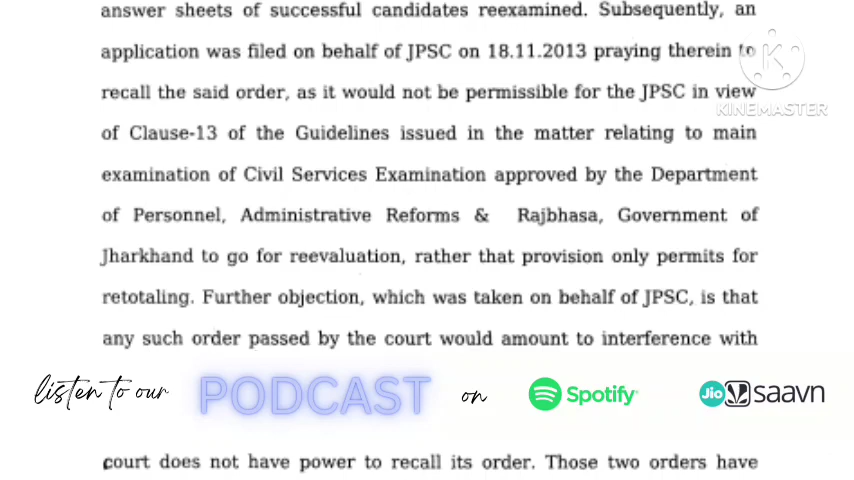 answer sheets of successful candidates reexamined. Subsequently, an
application was filed on behalf of JPSC on 18.11.2013 praying therein to
recall the said order, as it would not be permissible for the JPSC in view
KINEMASTER
of Clause-13 of the Guidelines issued in the matter relating to main
examination of Civil Services Examination approved by the Department
of Personnel, Administrative Reforms & Rajbhasa, Government of
Jharkhand to go for reevaluation, rather that provision only permits for
retotaling. Further objection, which was taken on behalf of JPSC, is that
any such order passed by the court would amount to interference with
listen to our PODCAST on Spotify Jio saavn
court does not have power to recall its order. Those two orders have